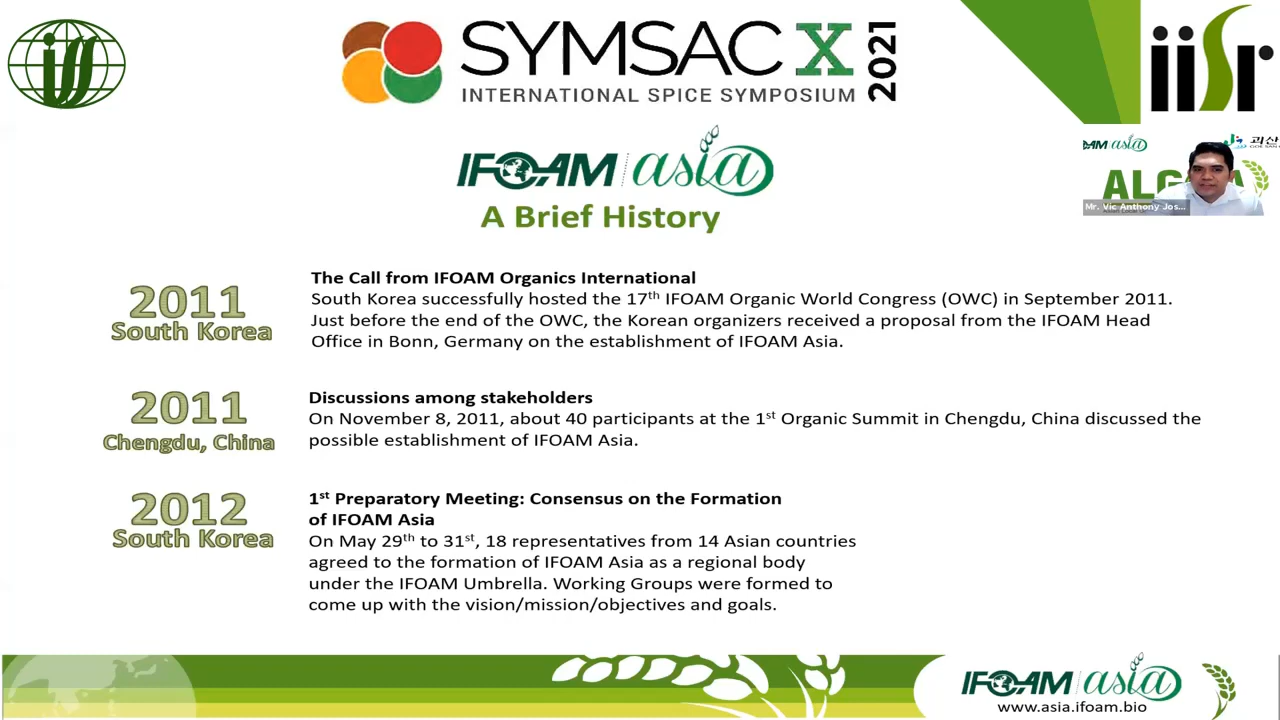 iss
SYMSAC X 2021
INTERNATIONAL SPICE SYMPOSIUM
iisr
IFOAM asia
A Brief History
Mr. Vic Anthony Jos...
2011
South Korea
The Call from IFOAM Organics International
South Korea successfully hosted the 17th IFOAM Organic World Congress (OWC) in September 2011.
Just before the end of the OWC, the Korean organizers received a proposal from the IFOAM Head
Office in Bonn, Germany on the establishment of IFOAM Asia.
2011
Chengdu, China
Discussions among stakeholders
On November 8, 2011, about 40 participants at the 1st Organic Summit in Chengdu, China discussed the
possible establishment of IFOAM Asia.
2012
South Korea
1st Preparatory Meeting: Consensus on the Formation
of IFOAM Asia
On May 29th to 31st, 18 representatives from 14 Asian countries
agreed to the formation of IFOAM Asia as a regional body
under the IFOAM Umbrella. Working Groups were formed to
come up with the vision/mission/objectives and goals.
IFOAM asia
www.asia.ifoam.bio